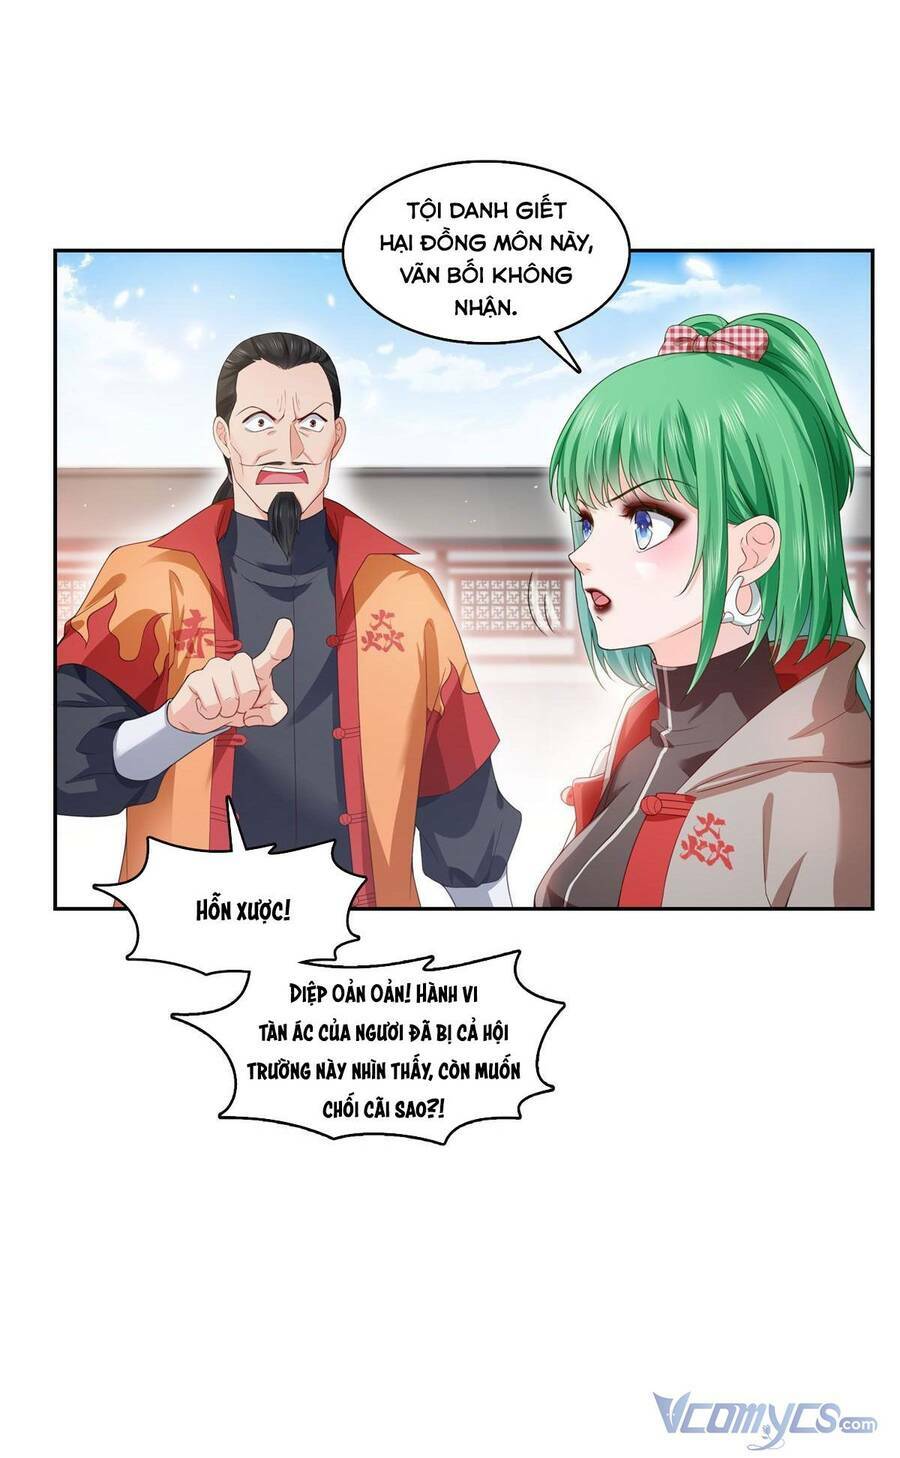 TỘI DANH GIẾT
HẠI ĐỒNG MÔN NÀY,
VÃN BỐI KHÔNG
NHẬN.
赤
焱
焱
HỖN XƯỢC!
DIỆP OẢN OẢN! HÀNH VI
TÀN ÁC CỦA NGƯƠI ĐÃ BỊ CẢ HỘI
TRƯỜNG NÀY NHÌN THẤY, CÒN MUỐN
CHỐI CÃI SAO?!
VCOMYCS.com